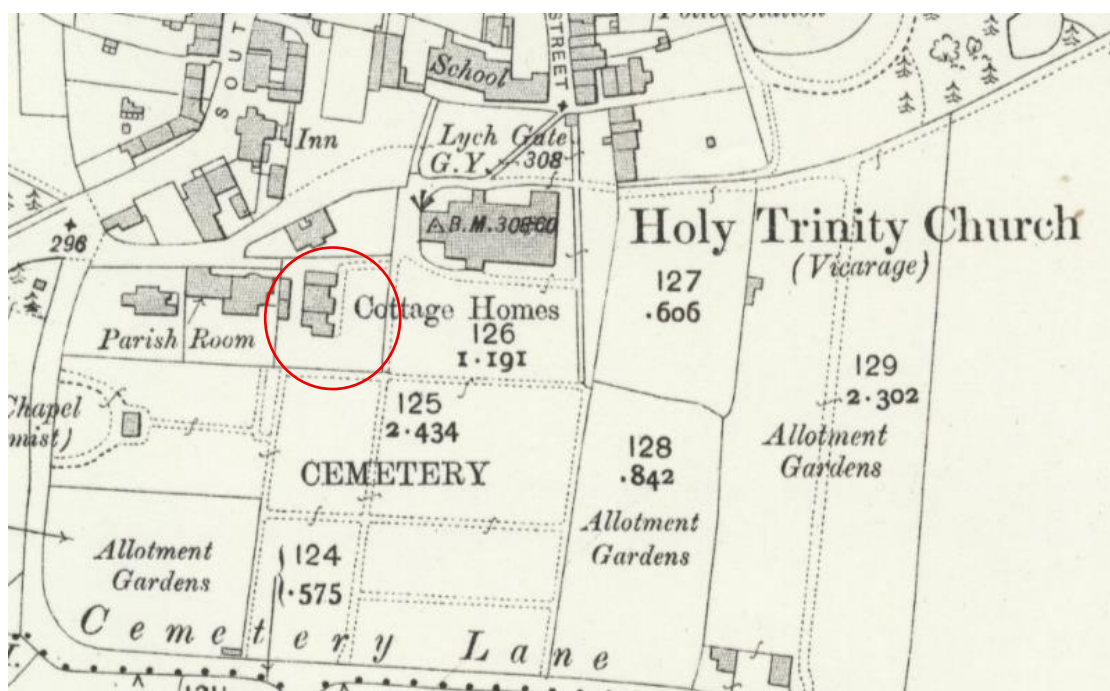 STREET
SOUT
School
Inn
Lych Gate
G.Y.
308
B.M.308·60
296
Holy Trinity Church
(Vicarage)
127
·606
Cottage Homes
126
1·191
Parish Room
129
2·302
Allotment
Gardens
Chapel
125
2·434
CEMETERY
128
·842
Allotment
Gardens
Allotment
Gardens
124
·575
Cemetery Lane